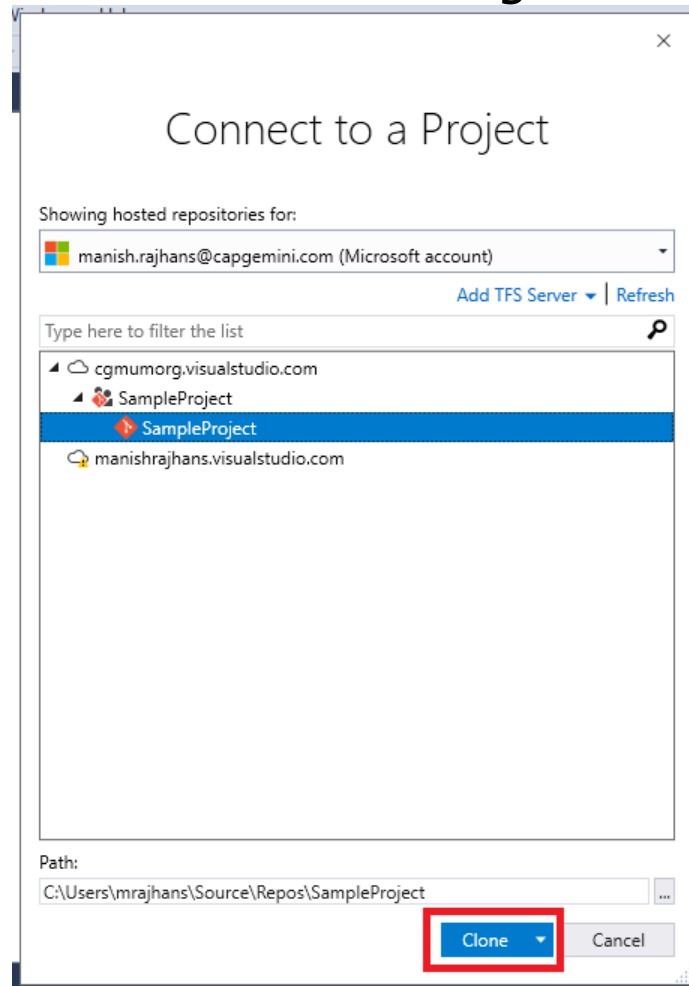 Connect to a Project
Showing hosted repositories for:
manish.rajhans@capgemini.com (Microsoft account)
Add TFS Server | Refresh
Type here to filter the list
cgmumorg.visualstudio.com
SampleProject
SampleProject
manishrajhans.visualstudio.com
Path:
C:\Users\mrajhans\Source\Repos\SampleProject
...
Clone Cancel